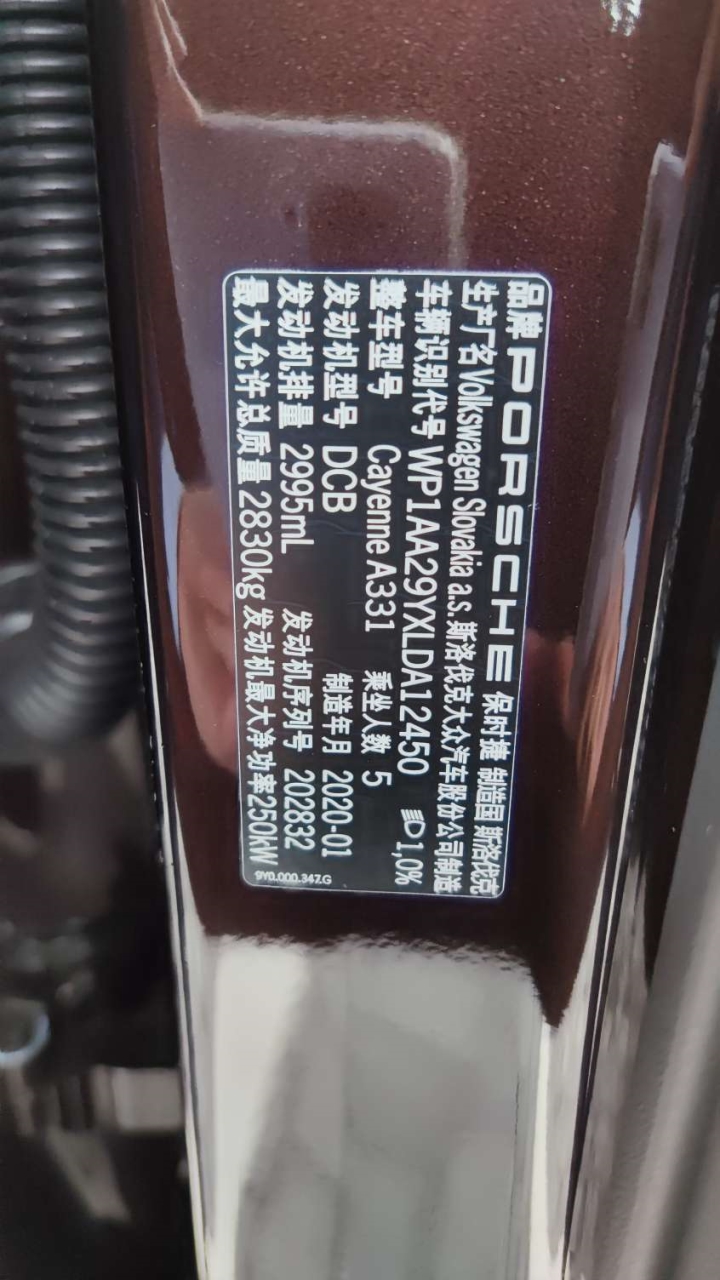 品牌 PORSCHE 保时捷 制造国 斯洛伐克
生产厂名 Volkswagen Slovakia a.s. 斯洛伐克大众汽车股份公司制造
车辆识别代号 WP1AA29YXLDA12450 1,0%
整车型号 Cayenne A331 乘坐人数 5
发动机型号 DCB 制造年月 2020-01
发动机排量 2995mL 发动机序列号 202832
最大允许总质量 2830kg 发动机最大净功率250kW
9Y0.000.347.G